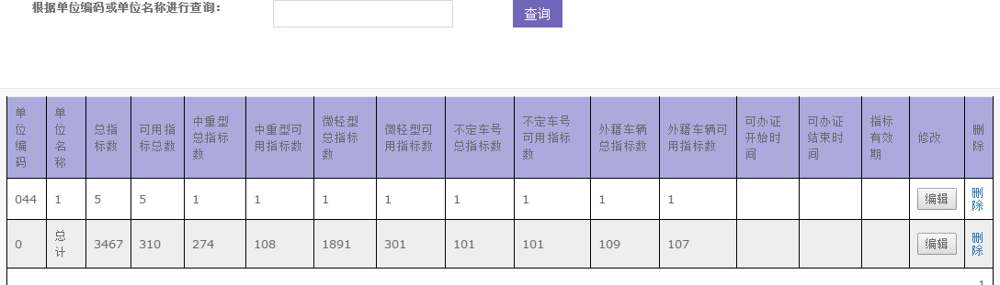 根据单位编码或单位名称进行查询：
查询
单位编码 单位名称 总指标数 可用指标总数 中重型总指标数 中重型可用指标数 微轻型总指标数 微轻型可用指标数 不定车号总指标数 不定车号可用指标数 外籍车辆总指标数 外籍车辆可用指标数 可办证开始时间 可办证结束时间 指标有效期 修改 删除
044 1 5 5 1 1 1 1 1 1 1 1 编辑 删除
0 总计 3467 310 274 108 1891 301 101 101 109 107 编辑 删除
1